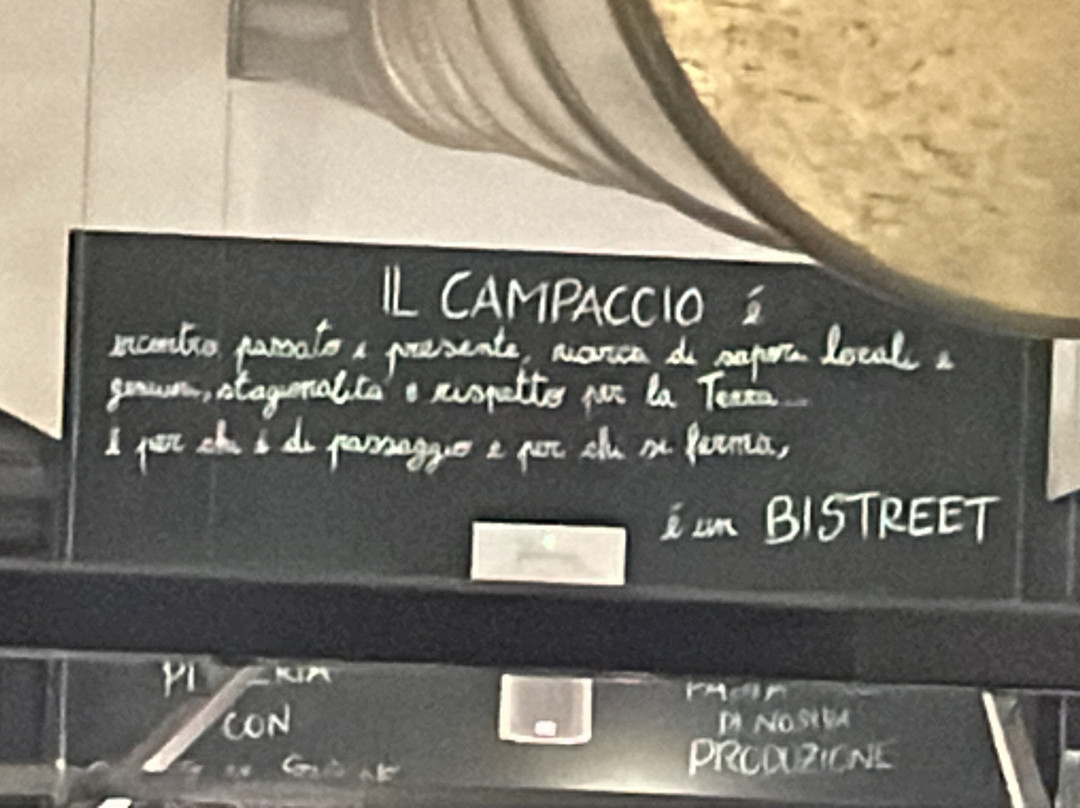 IL CAMPACCIO é
incontro passato e presente, ricerca di sapori locali e
genuini, stagionalità e rispetto per la Terra...
È per chi è di passaggio e per chi si ferma,
é un BISTREET
CON
PASTA
DI NOSTRA
PRODUZIONE